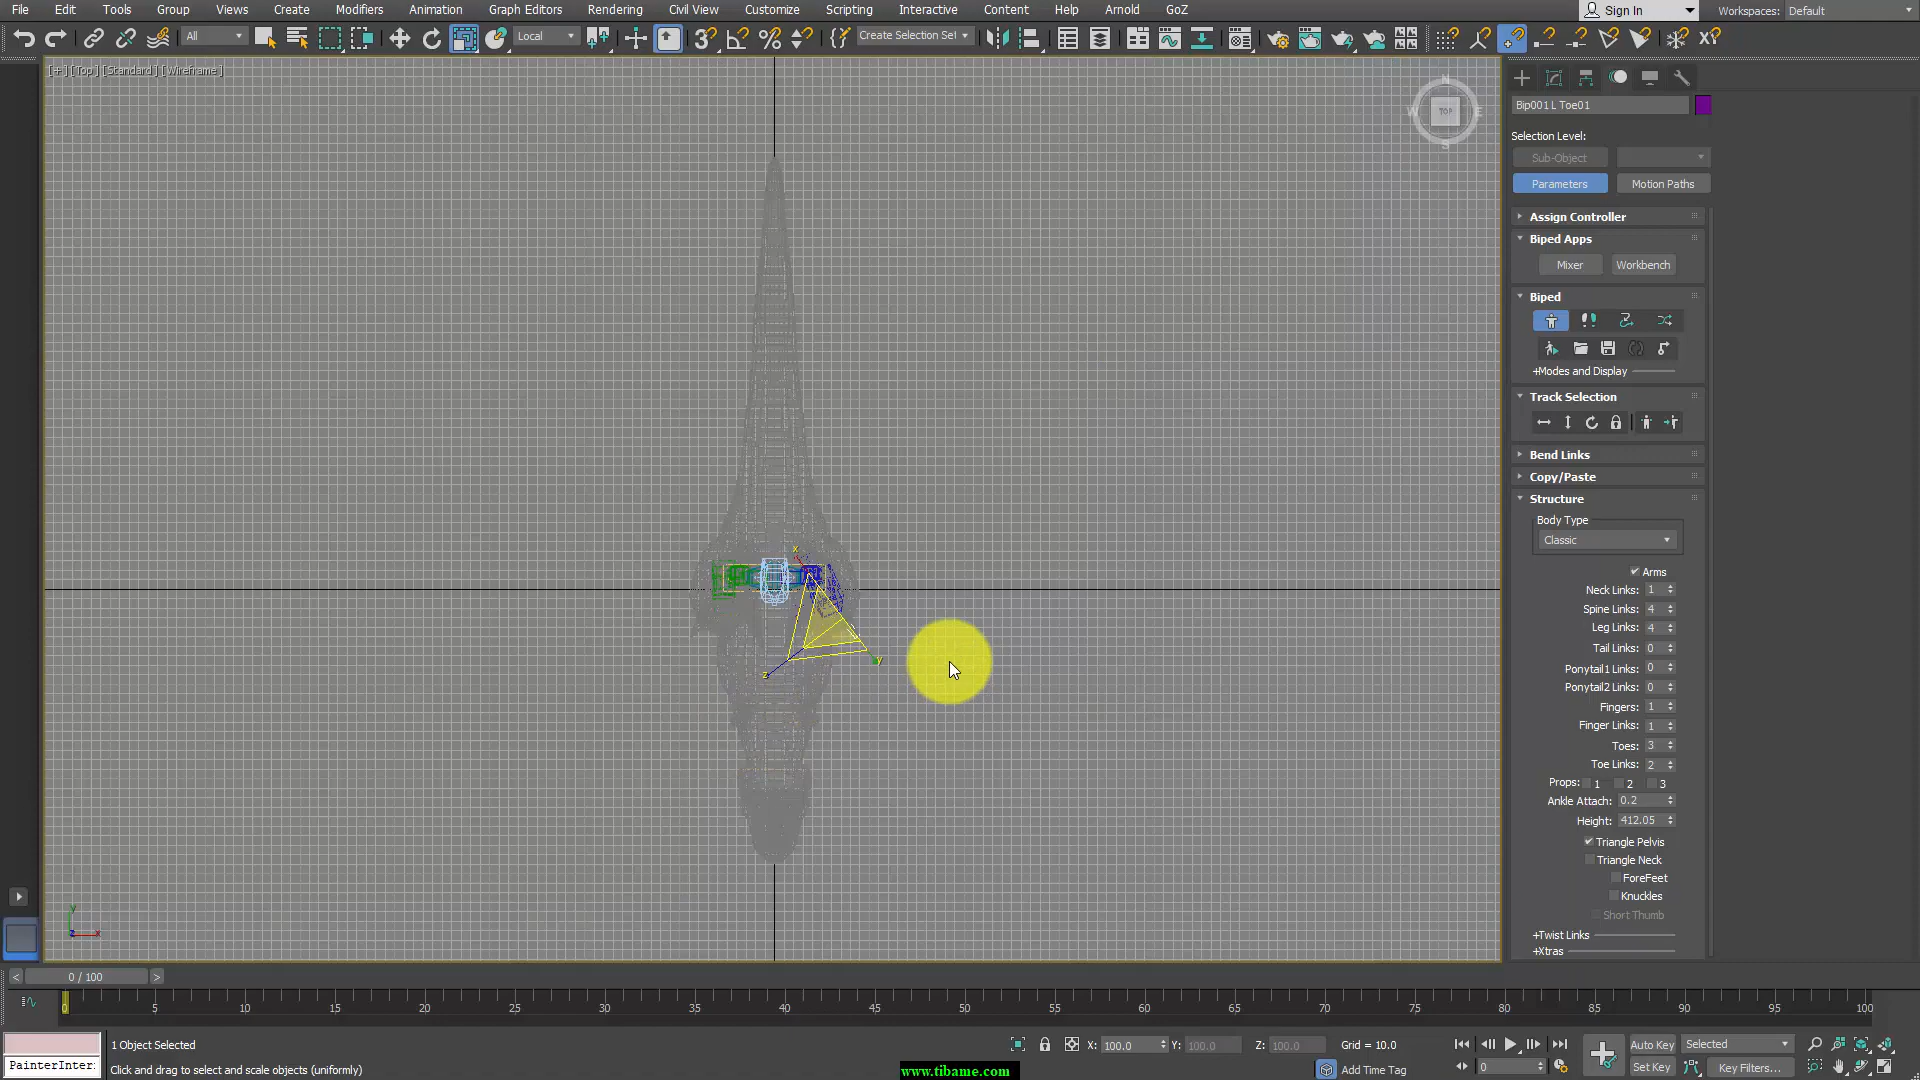 File Edit Tools Group Views Create Modifiers Animation Graph Editors Rendering Civil View Customize Scripting Interactive Content Help Arnold GoZ Sign In Workspaces: Default
All Local Create Selection Set
[+] [Top] [Standard] [Wireframe]
N
W TOP E
S
Bip001 L Toe01
Selection Level:
Sub-Object
Parameters Motion Paths
Assign Controller
Biped Apps
Mixer Workbench
Biped
+Modes and Display
Track Selection
Bend Links
Copy/Paste
Structure
Body Type
Classic
Arms
Neck Links: 1
Spine Links: 4
Leg Links: 4
Tail Links: 0
Ponytail1 Links: 0
Ponytail2 Links: 0
Fingers: 1
Finger Links: 1
Toes: 3
Toe Links: 2
Props: 1 2 3
Ankle Attach: 0.2
Height: 412.05
Triangle Pelvis
Triangle Neck
ForeFeet
Knuckles
Short Thumb
+Twist Links
+Xtras
x
y
z
y
z x
< 0 / 100 >
0 5 10 15 20 25 30 35 40 45 50 55 60 65 70 75 80 85 90 95 100
1 Object Selected X: 100.0 Y: 100.0 Z: 100.0 Grid = 10.0 Auto Key Selected
PainterInter: Click and drag to select and scale objects (uniformly) www.tibame.com Add Time Tag 0 Set Key Key Filters...